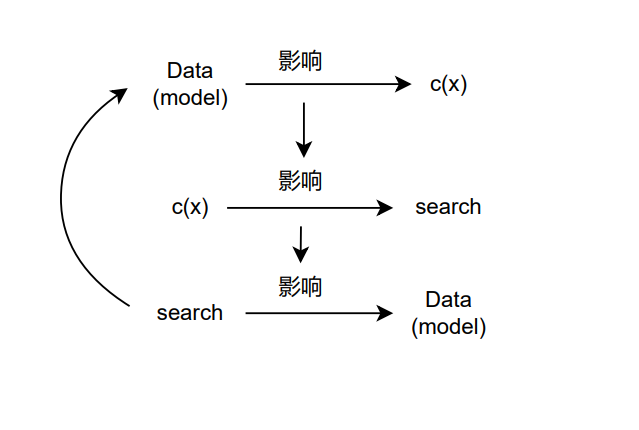 影响
Data
(model)
c(x)
影响
c(x)
search
影响
search
Data
(model)